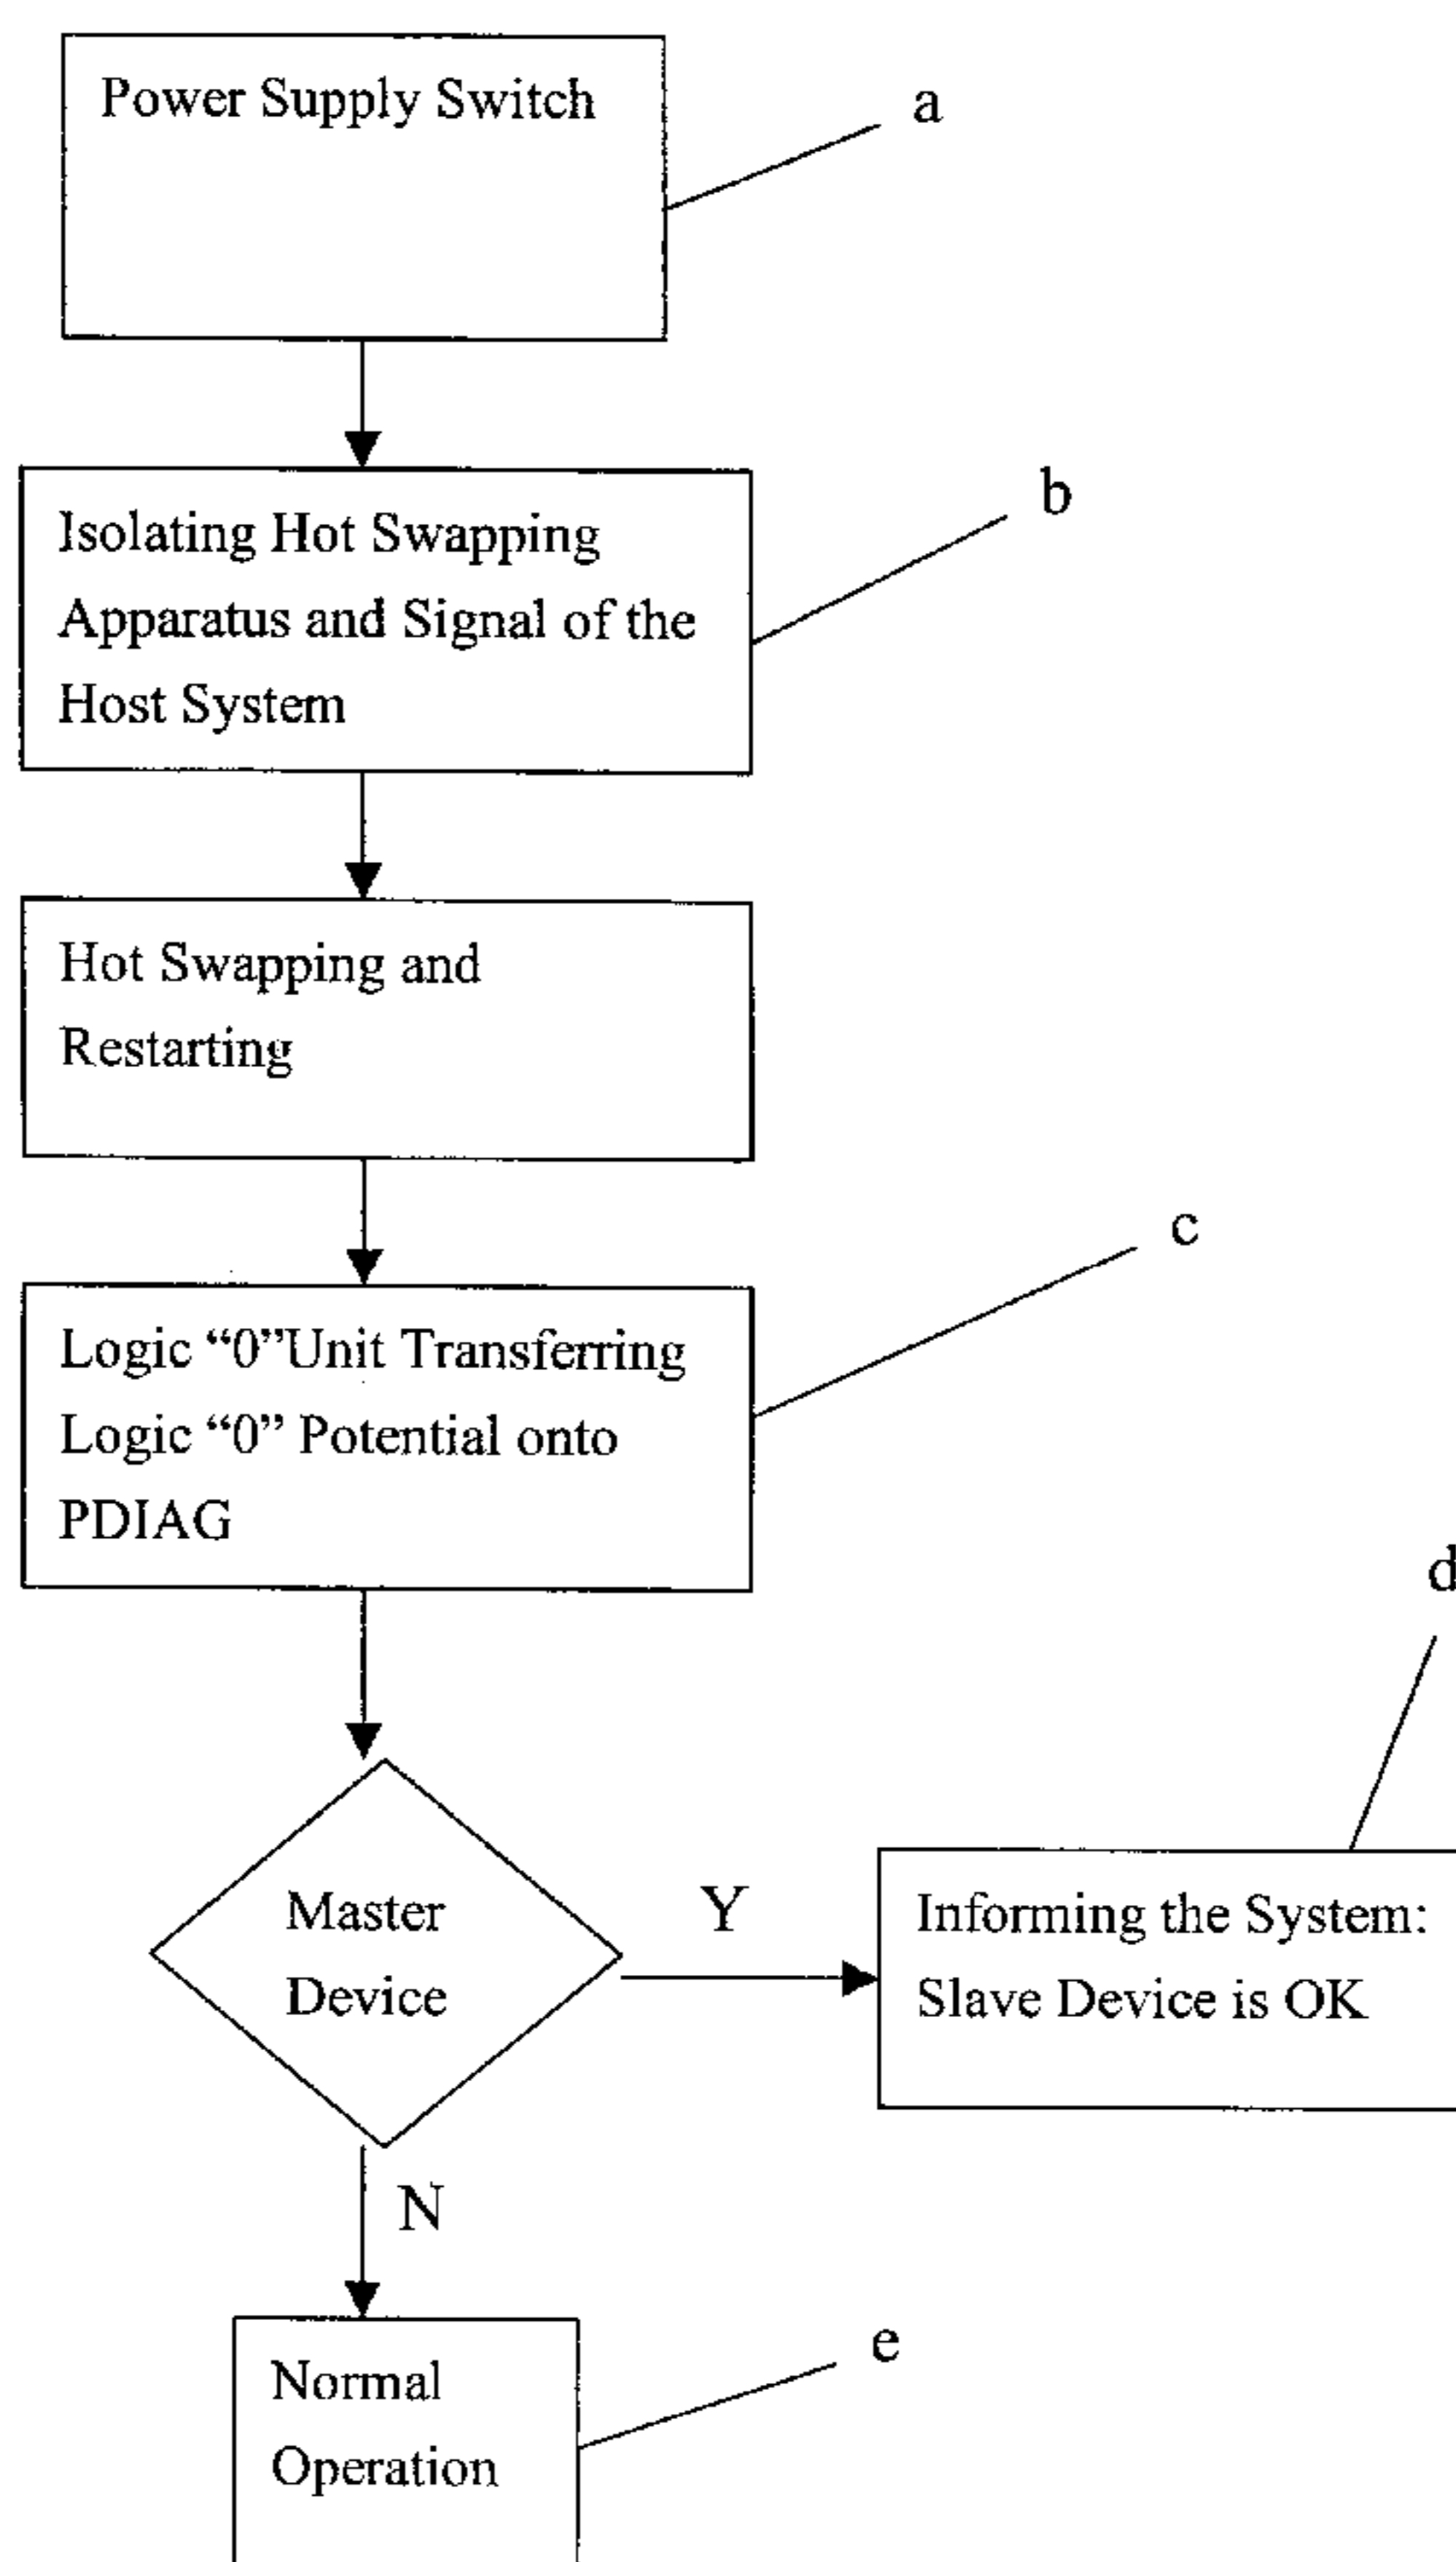 Power Supply Switch
a
Isolating Hot Swapping
Apparatus and Signal of the
Host System
b
Hot Swapping and
Restarting
Logic “0”Unit Transferring
Logic “0” Potential onto
PDIAG
c
Master
Device
Y
d
Informing the System:
Slave Device is OK
N
Normal
Operation
e